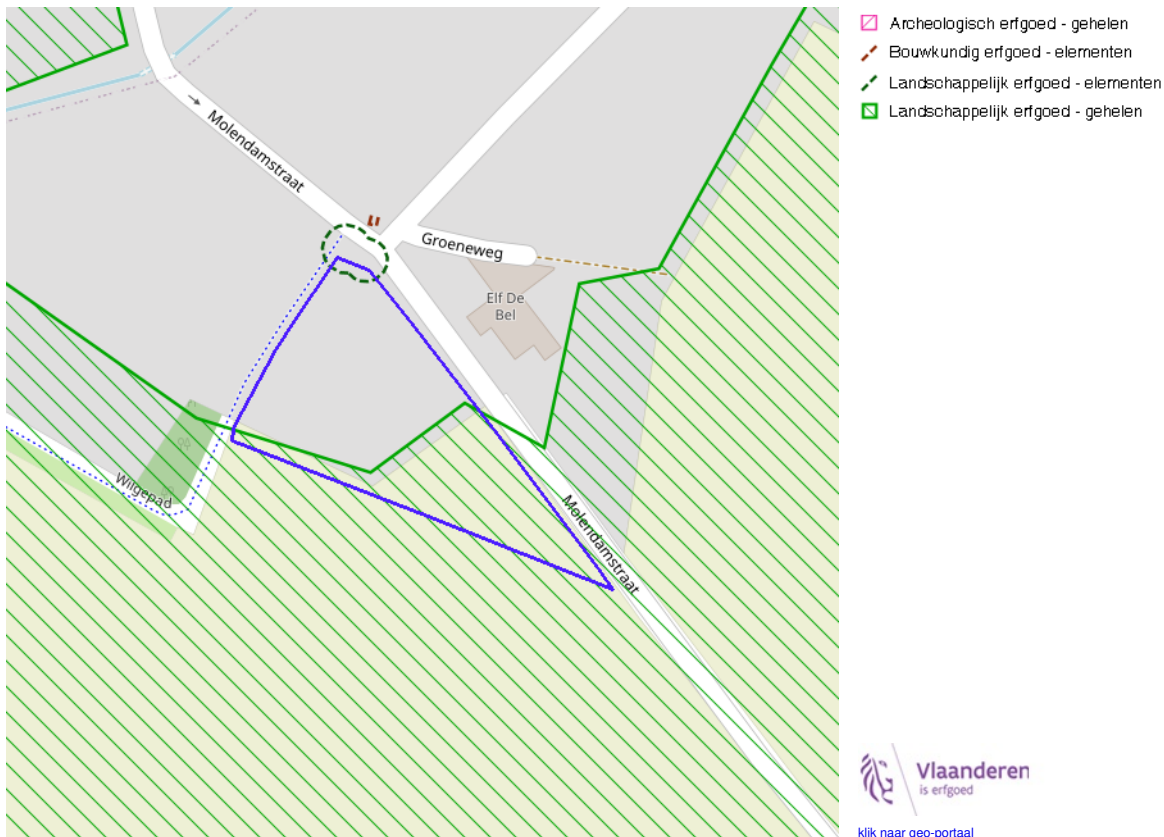 Molendamstraat
Groeneweg
Elf De
Bel
Wilgepad
Molendamstraat
Archeologisch erfgoed - gehelen
Bouwkundig erfgoed - elementen
Landschappelijk erfgoed - elementen
Landschappelijk erfgoed - gehelen
Vlaanderen
is erfgoed
klik naar geo-portaal